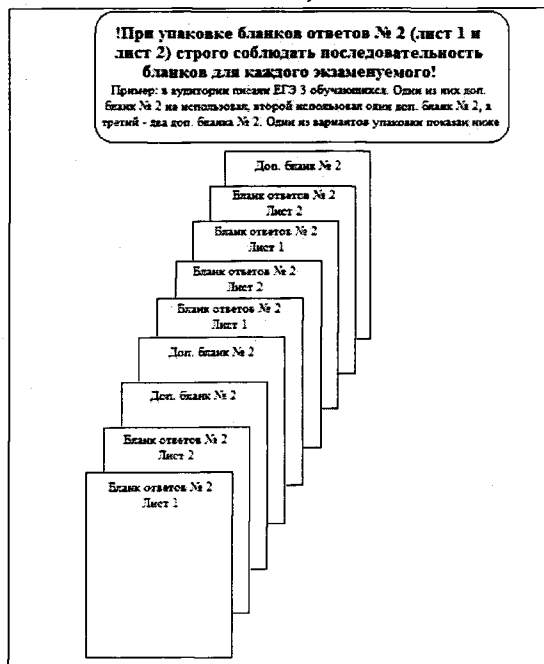 !При упаковке бланков ответов № 2 (лист 1 и
лист 2) строго соблюдать последовательность
бланков для каждого экзаменуемого!
Пример: в аудитории писали ЕГЭ 3 обучающихся. Один из них доп.
бланк № 2 не использовал, второй использовал один доп. бланк № 2, а
третий - два доп. бланка № 2. Один из вариантов упаковки показан ниже
Доп. бланк № 2
Бланк ответов № 2
Лист 2
Бланк ответов № 2
Лист 1
Бланк ответов № 2
Лист 2
Бланк ответов № 2
Лист 1
Доп. бланк № 2
Доп. бланк № 2
Бланк ответов № 2
Лист 2
Бланк ответов № 2
Лист 1